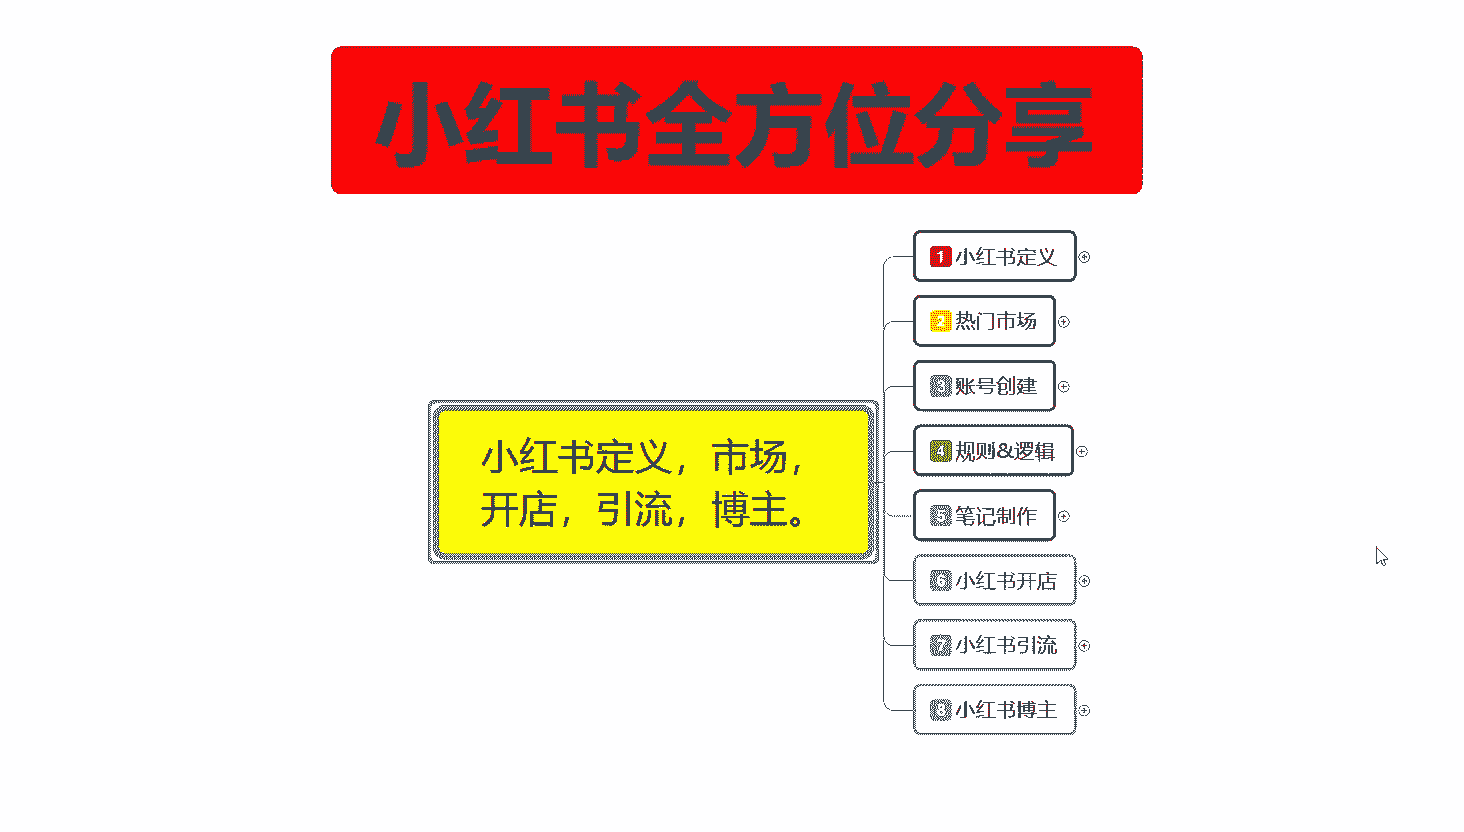 小红书全方位分享
小红书定义，市场，
开店，引流，博主。
1 小红书定义
2 热门市场
3 账号创建
4 规则&逻辑
5 笔记制作
6 小红书开店
7 小红书引流
8 小红书博主